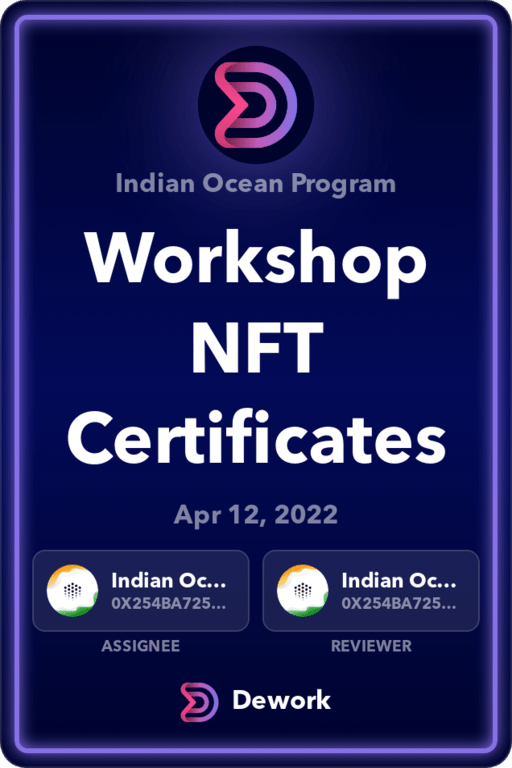 Indian Ocean Program
Workshop
NFT
Certificates
Apr 12, 2022
Indian Oc...
0X254BA725...
ASSIGNEE
Indian Oc...
0X254BA725...
REVIEWER
Dework